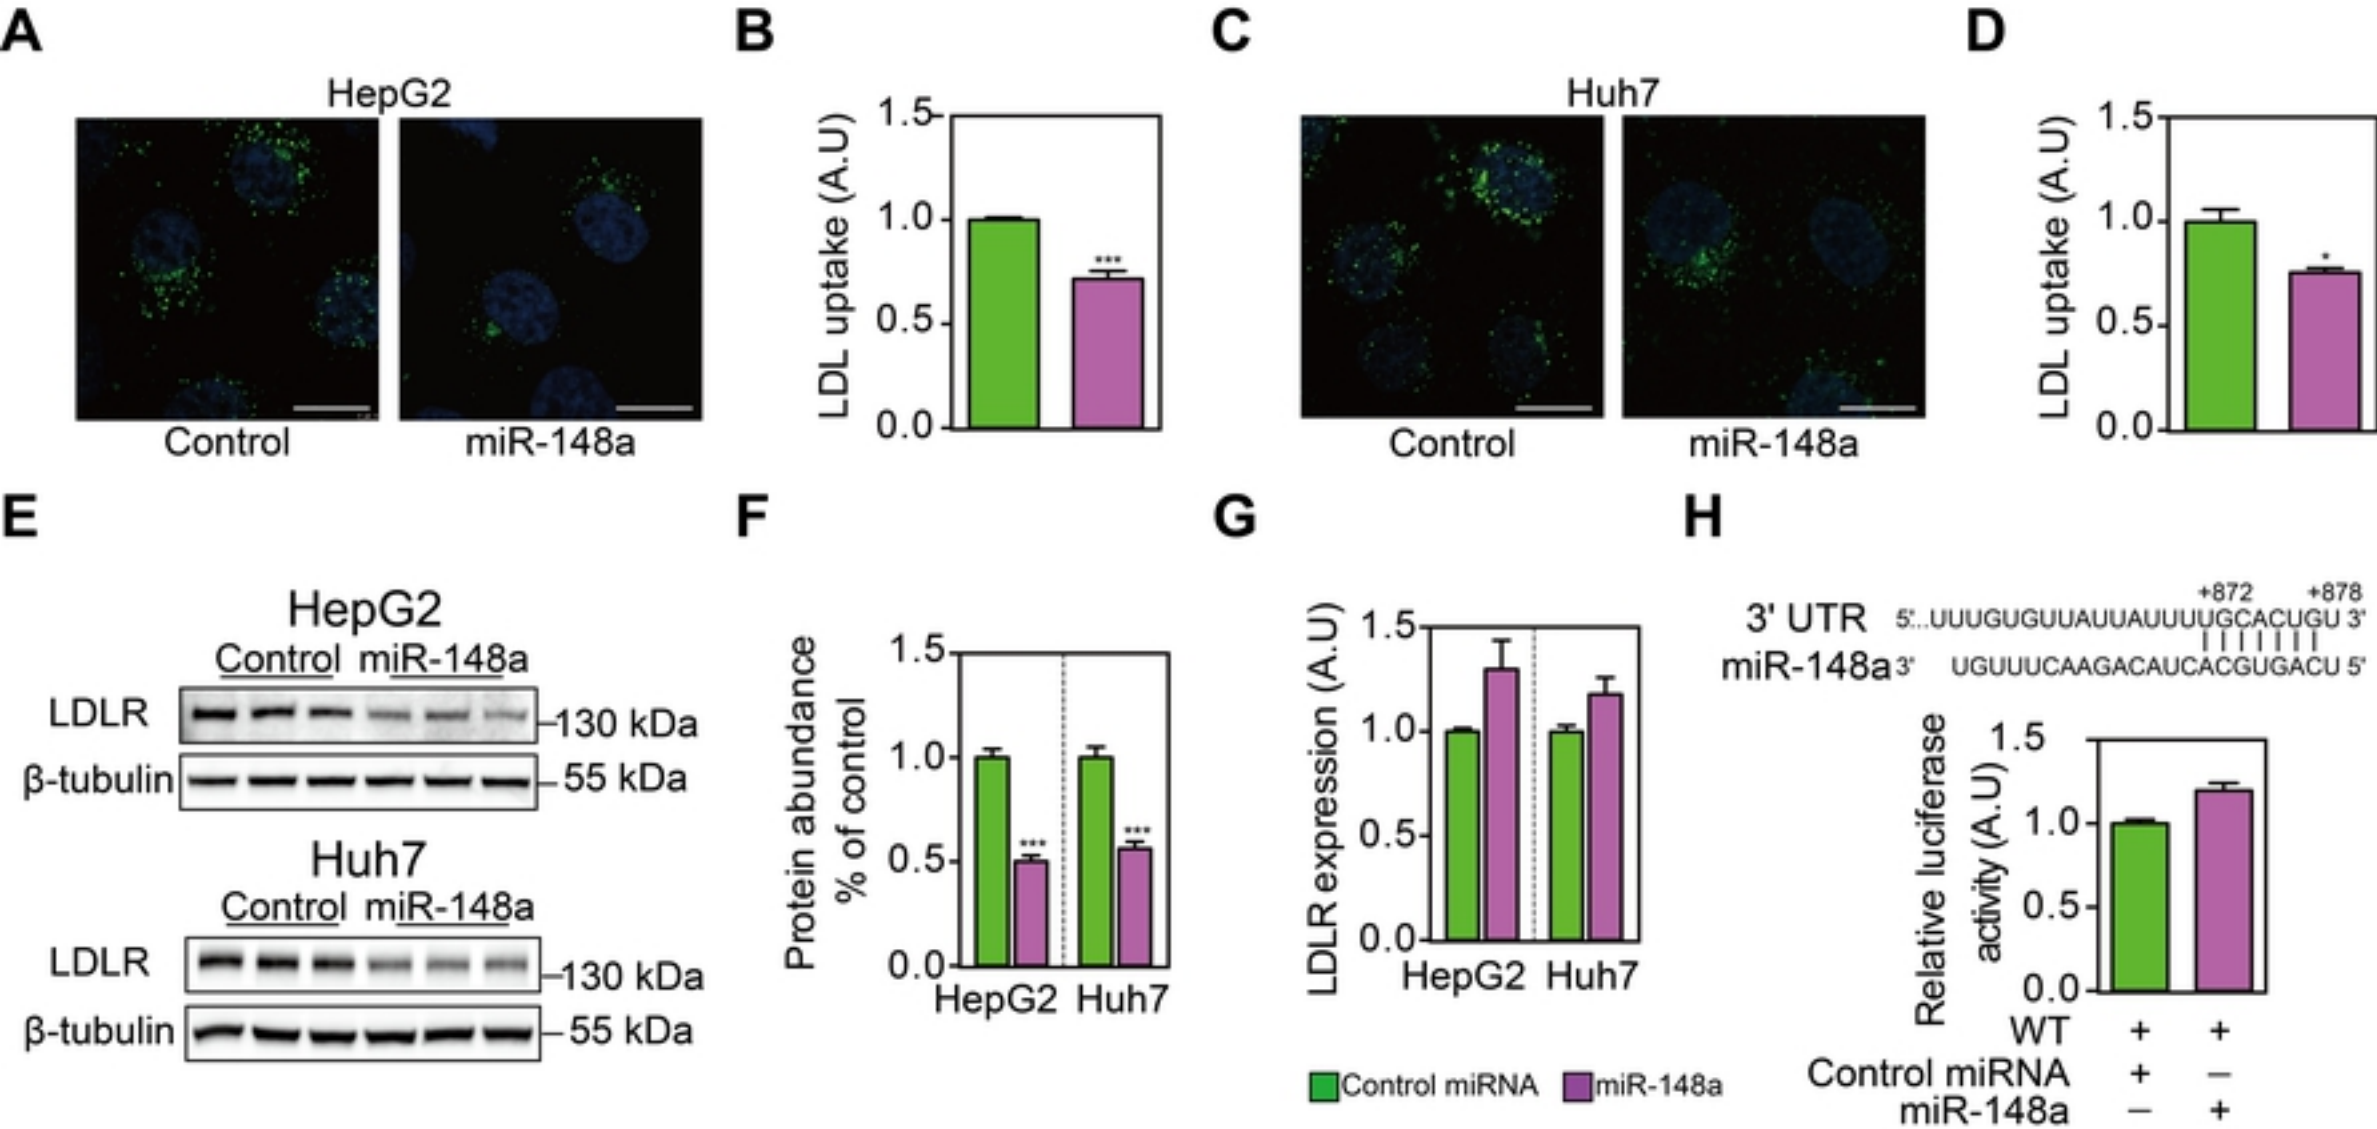 A
B
C
D
HepG2
Control
miR-148a
LDL uptake (A.U)
1.5
1.0
0.5
0.0
***
Huh7
Control
miR-148a
LDL uptake (A.U)
1.5
1.0
0.5
0.0
*
E
F
G
H
HepG2
Control miR-148a
LDLR
130 kDa
β-tubulin
55 kDa
Huh7
Control miR-148a
LDLR
130 kDa
β-tubulin
55 kDa
Protein abundance
% of control
1.5
1.0
0.5
0.0
***
***
HepG2 Huh7
LDLR expression (A.U)
1.5
1.0
0.5
0.0
HepG2 Huh7
Control miRNA miR-148a
+872 +878
3' UTR 5'...UUUGUGUUAUUAUUUUGCACUGU 3'
miR-148a 3' UGUUUCAAGACAUCACGUGACU 5'
Relative luciferase
activity (A.U)
1.5
1.0
0.5
0.0
WT + +
Control miRNA + –
miR-148a – +